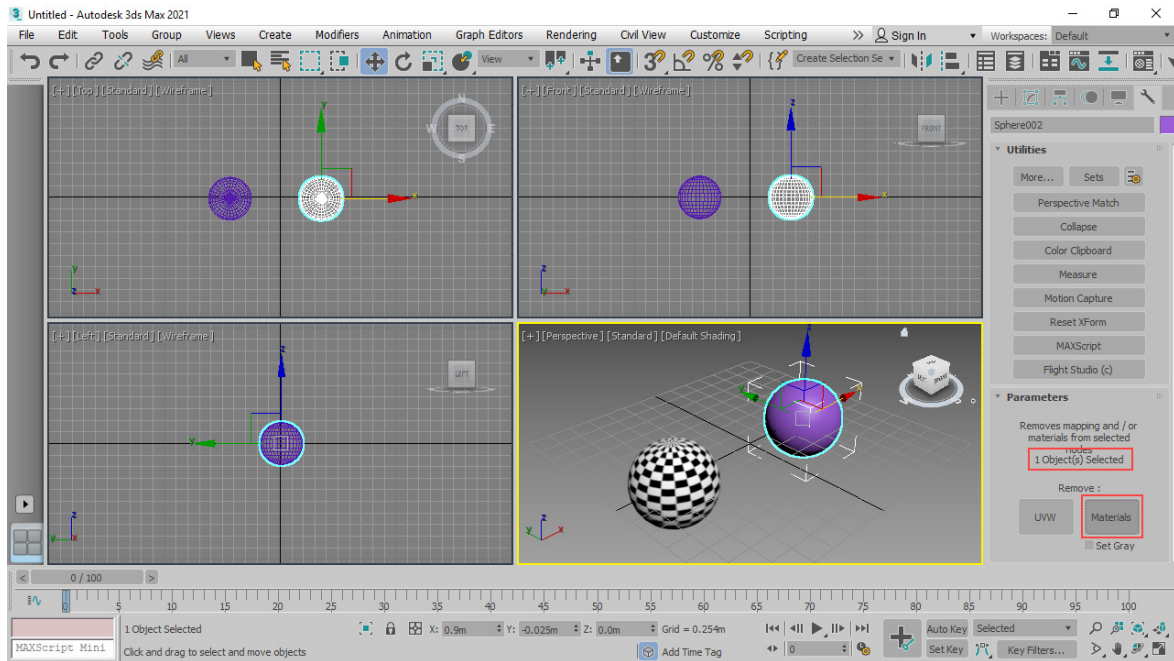 Untitled - Autodesk 3ds Max 2021
File Edit Tools Group Views Create Modifiers Animation Graph Editors Rendering Civil View Customize Scripting Sign In Workspaces: Default
All View Create Selection Se
[+] [Top] [Standard] [Wireframe]
[+] [Front] [Standard] [Wireframe]
N
W TOP E
S
FRONT
y
x
z
x
y
z x
z
y x
[+] [Left] [Standard] [Wireframe]
[+] [Perspective] [Standard] [Default Shading]
LEFT
z
y
z
y x
z
y
x
z
y x
Sphere002
Utilities
More... Sets
Perspective Match
Collapse
Color Clipboard
Measure
Motion Capture
Reset XForm
MAXScript
Flight Studio (c)
Parameters
Removes mapping and / or
materials from selected
nodes
1 Object(s) Selected
Remove :
UVW Materials
Set Gray
< 0 / 100 >
0 5 10 15 20 25 30 35 40 45 50 55 60 65 70 75 80 85 90 95 100
1 Object Selected X: 0.9m Y: -0.025m Z: 0.0m Grid = 0.254m Auto Key Selected
MAXScript Mini Click and drag to select and move objects Add Time Tag 0 Set Key Key Filters...